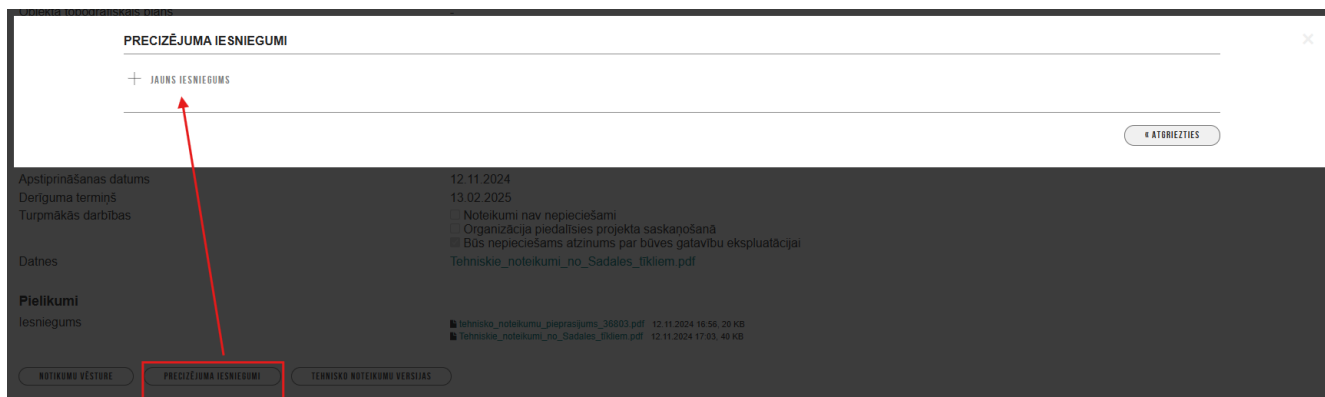 Objekta topogrāfiskais plāns -
PRECIZĒJUMA IESNIEGUMI
JAUNS IESNIEGUMS
« ATGRIEZTIES
Apstiprināšanas datums 12.11.2024
Derīguma termiņš 13.02.2025
Turpmākās darbības Noteikumi nav nepieciešami
Organizācija piedalīsies projekta saskaņošanā
Būs nepieciešams atzinums par būves gatavību ekspluatācijai
Datnes Tehniskie_noteikumi_no_Sadales_tīkliem.pdf
Pielikumi
Iesniegums tehnisko_noteikumu_pieprasijums_36803.pdf 12.11.2024 16:56, 20 KB
Tehniskie_noteikumi_no_Sadales_tīkliem.pdf 12.11.2024 17:03, 40 KB
NOTIKUMU VĒSTURE PRECIZĒJUMA IESNIEGUMI TEHNISKO NOTEIKUMU VERSIJAS